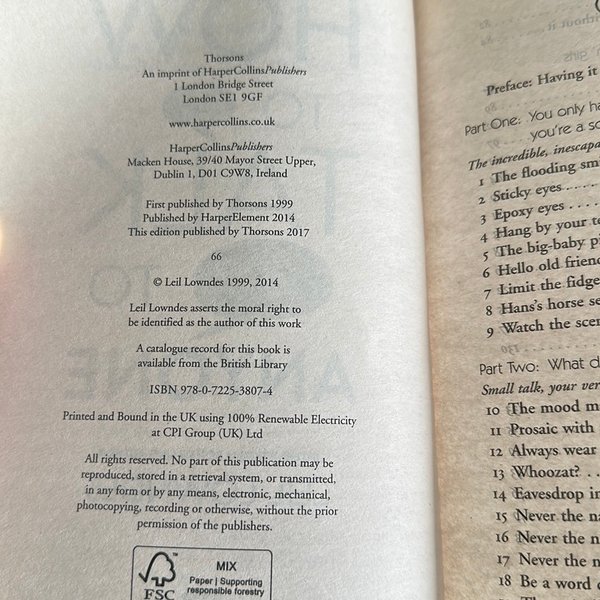 Thorsons
An imprint of HarperCollinsPublishers
1 London Bridge Street
London SE1 9GF
www.harpercollins.co.uk
HarperCollinsPublishers
Macken House, 39/40 Mayor Street Upper,
Dublin 1, D01 C9W8, Ireland
First published by Thorsons 1999
Published by HarperElement 2014
This edition published by Thorsons 2017
66
© Leil Lowndes 1999, 2014
Leil Lowndes asserts the moral right to
be identified as the author of this work
A catalogue record for this book is
available from the British Library
ISBN 978-0-7225-3807-4
Printed and Bound in the UK using 100% Renewable Electricity
at CPI Group (UK) Ltd
All rights reserved. No part of this publication may be
reproduced, stored in a retrieval system, or transmitted,
in any form or by any means, electronic, mechanical,
photocopying, recording or otherwise, without the prior
permission of the publishers.
FSC
MIX
Paper | Supporting
responsible forestry
Preface: Having it
Part One: You only
you're a
The incredible,
1 The flooding
2 Sticky eyes.....
3 Epoxy eyes.....
4 Hang by your
5 The big-baby
6 Hello old
7 Limit the
8 Hans's horse
9 Watch the
Part Two: What
Small talk, your
10 The mood
11 Prosaic with
12 Always wear
13 Whoozat? ..
14 Eavesdrop
15 Never the
16 Never the
17 Never the
18 Be a word